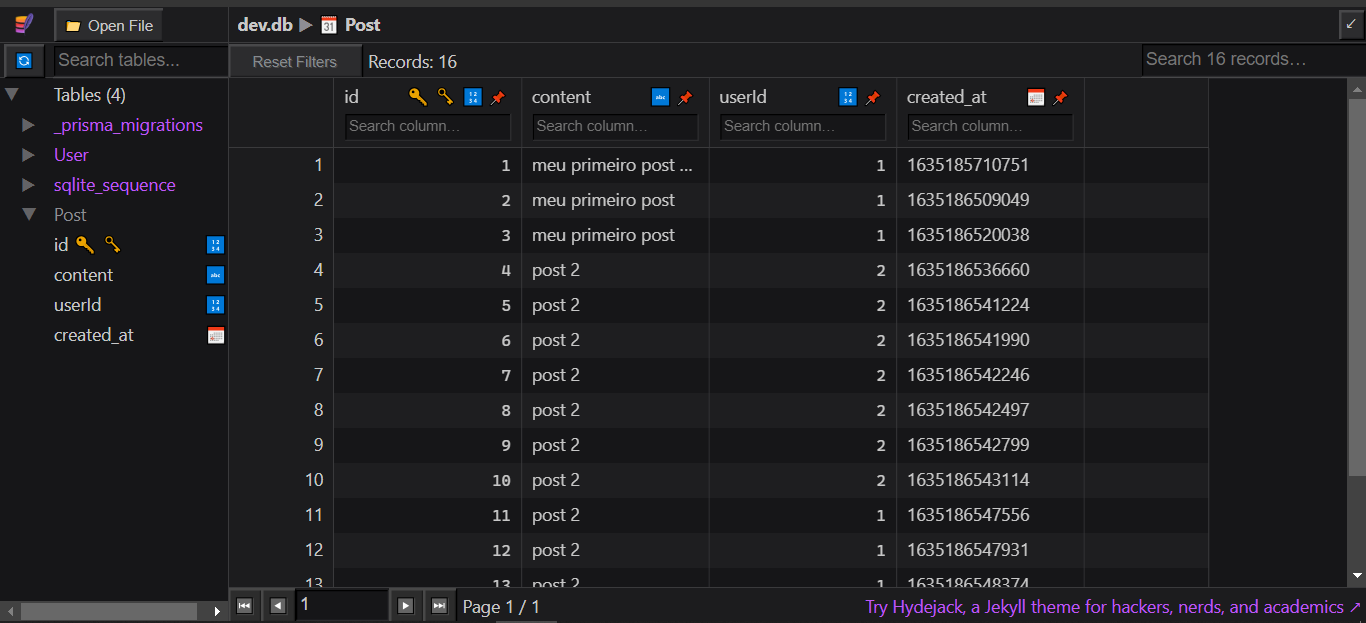 Open File dev.db Post
Search tables... Reset Filters Records: 16 Search 16 records…
Tables (4)
_prisma_migrations
User
sqlite_sequence
Post
id
content
userId
created_at
id content userId created_at
Search column… Search column… Search column… Search column…
1 1 meu primeiro post ... 1 1635185710751
2 2 meu primeiro post 1 1635186509049
3 3 meu primeiro post 1 1635186520038
4 4 post 2 2 1635186536660
5 5 post 2 2 1635186541224
6 6 post 2 2 1635186541990
7 7 post 2 2 1635186542246
8 8 post 2 2 1635186542497
9 9 post 2 2 1635186542799
10 10 post 2 2 1635186543114
11 11 post 2 1 1635186547556
12 12 post 2 1 1635186547931
13 13 post 2 1 1635186548374
1 Page 1 / 1 Try Hydejack, a Jekyll theme for hackers, nerds, and academics ↗